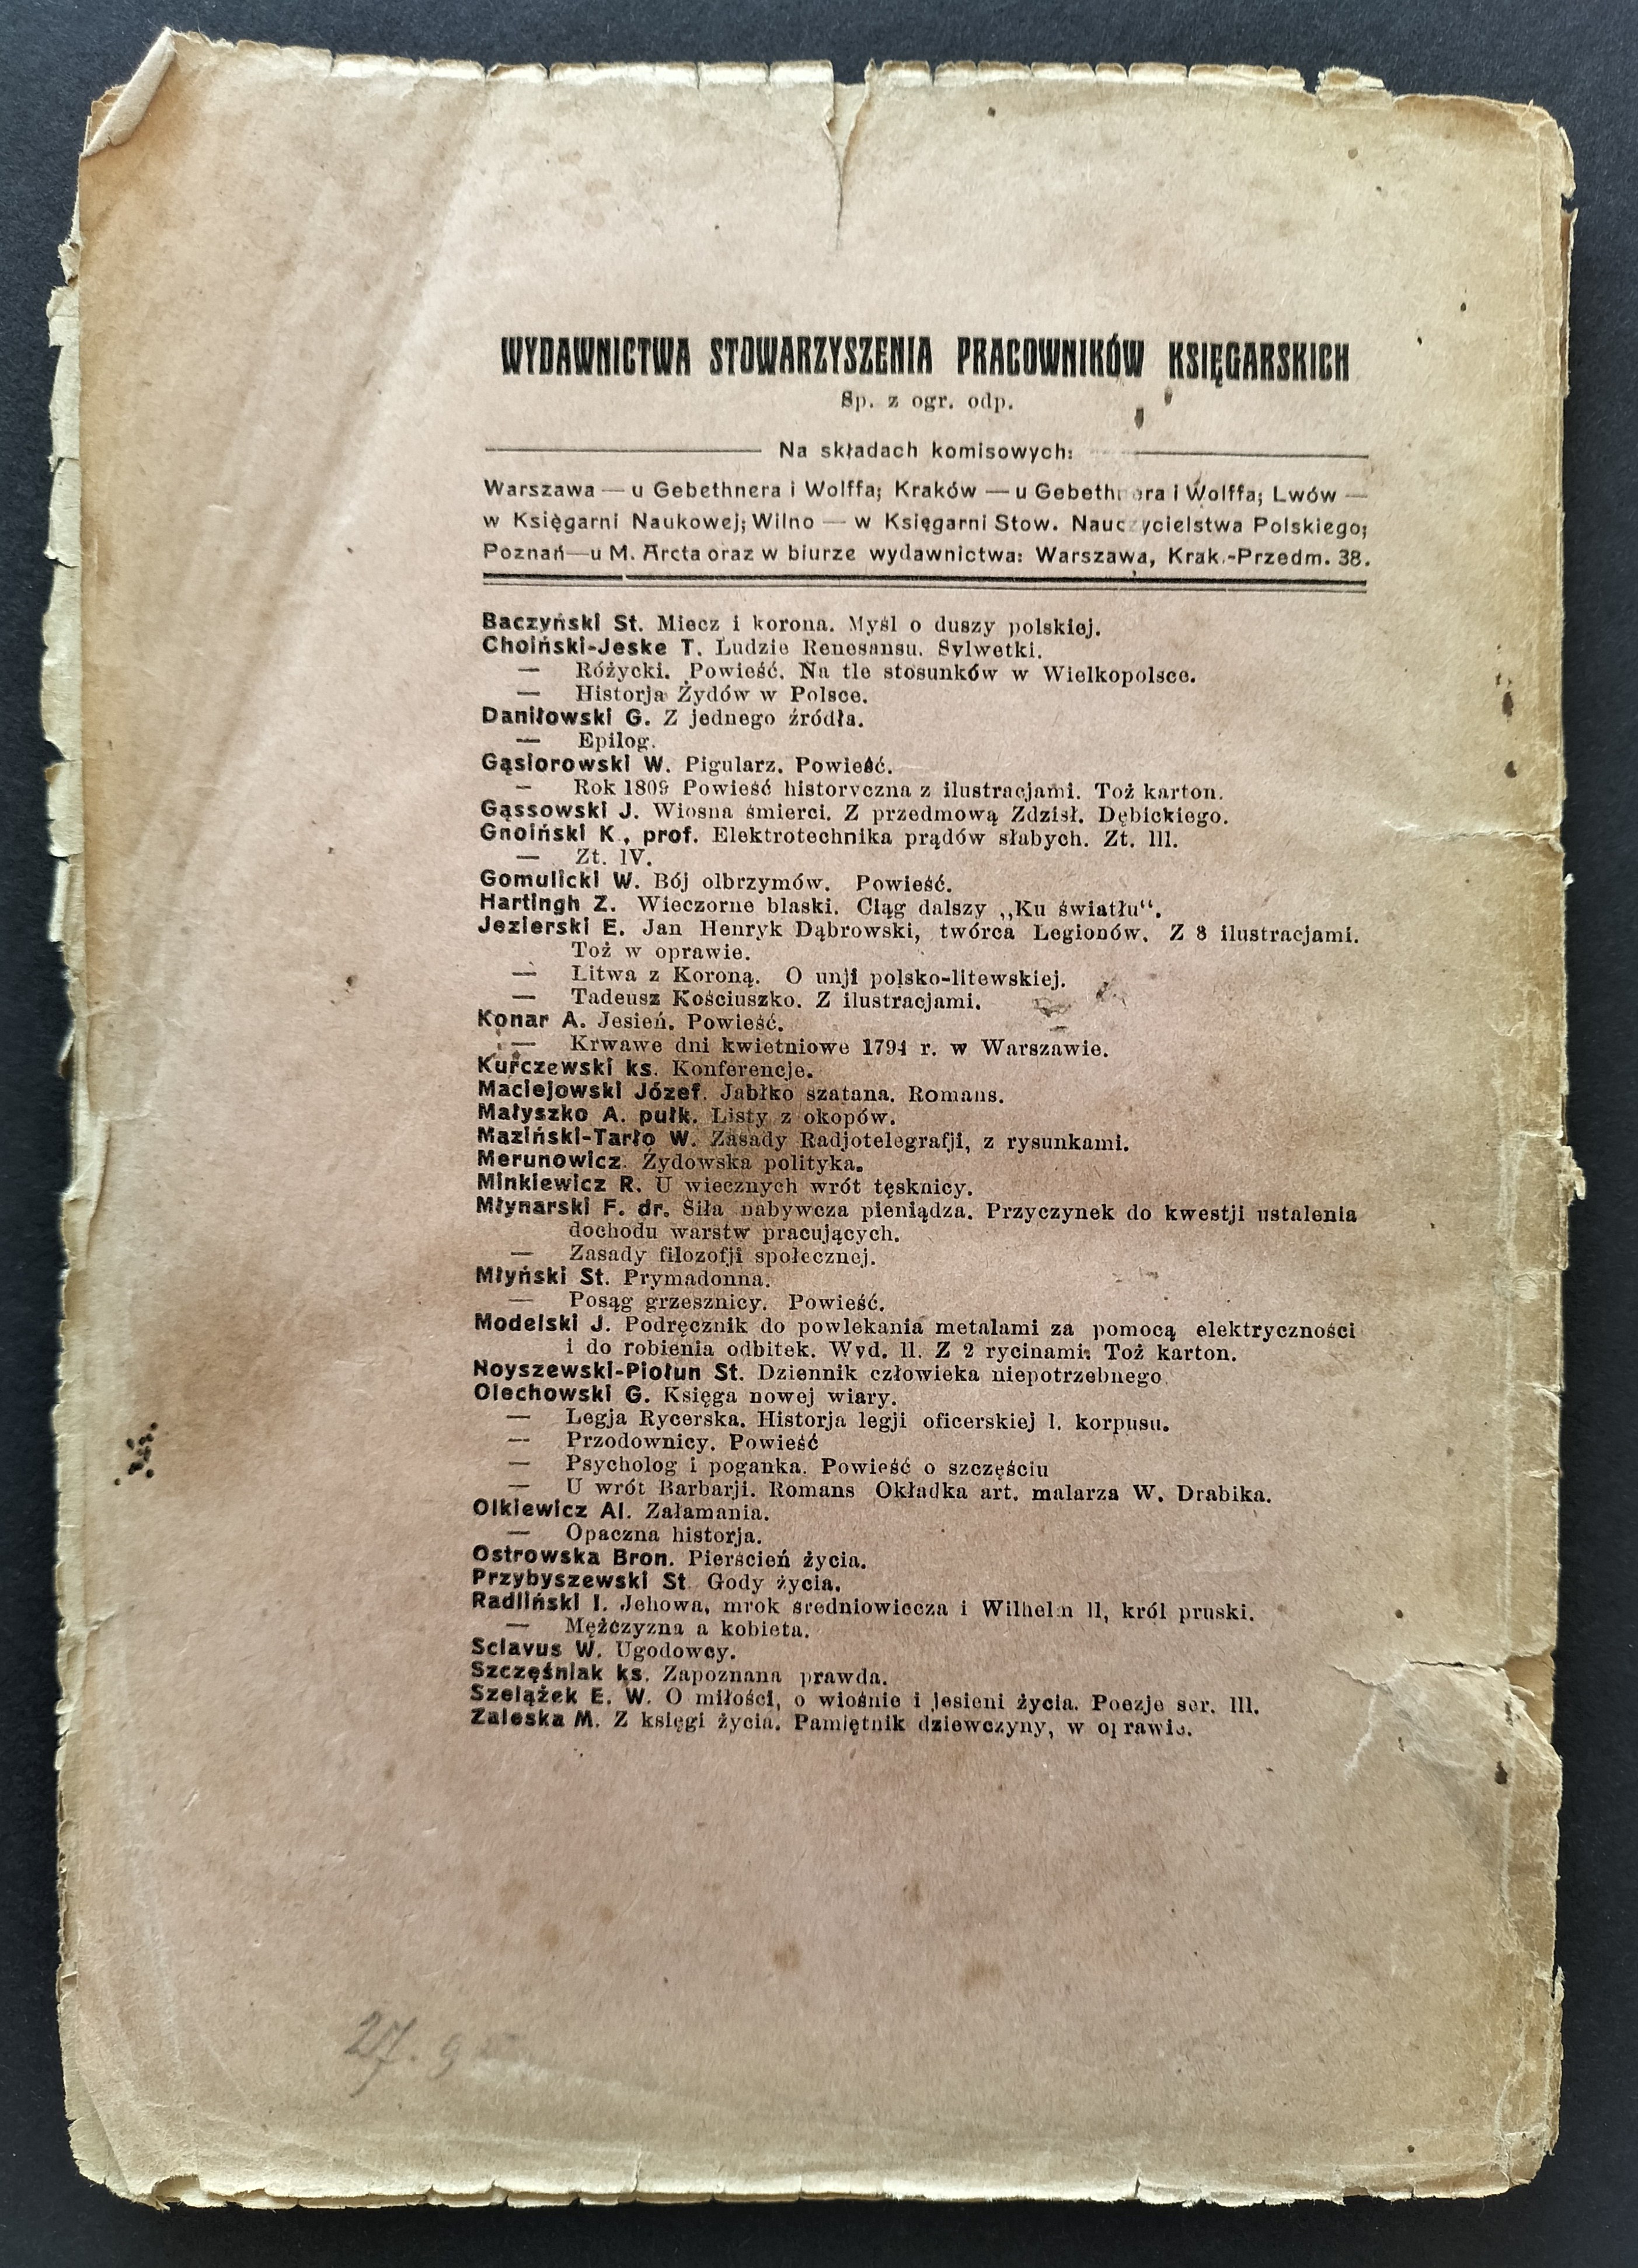 WYDAWNICTWA STOWARZYSZENIA PRACOWNIKÓW KSIĘGARSKICH
Sp. z ogr. odp.
Na składach komisowych:
Warszawa — u Gebethnera i Wolffa; Kraków — u Gebethnera i Wolffa; Lwów —
w Księgarni Naukowej; Wilno — w Księgarni Stow. Nauczycielstwa Polskiego;
Poznań — u M. Arcta oraz w biurze wydawnictwa: Warszawa, Krak.-Przedm. 38.
Baczyński St. Miecz i korona. Myśl o duszy polskiej.
Choiński-Jeske T. Ludzie Renesansu. Sylwetki.
— Różycki. Powieść. Na tle stosunków w Wielkopolsce.
— Historja Żydów w Polsce.
Daniłowski G. Z jednego źródła.
— Epilog.
Gąsiorowski W. Pigularz. Powieść.
— Rok 1809 Powieść historyczna z ilustracjami. Toż karton.
Gąssowski J. Wiosna śmierci. Z przedmową Zdzisł. Dębickiego.
Gnoiński K., prof. Elektrotechnika prądów słabych. Zt. III.
— Zt. IV.
Gomulicki W. Bój olbrzymów. Powieść.
Hartingh Z. Wieczorne blaski. Ciąg dalszy „Ku światłu“.
Jezierski E. Jan Henryk Dąbrowski, twórca Legionów. Z 8 ilustracjami.
Toż w oprawie.
— Litwa z Koroną. O unji polsko-litewskiej.
— Tadeusz Kościuszko. Z ilustracjami.
Konar A. Jesień. Powieść.
— Krwawe dni kwietniowe 1794 r. w Warszawie.
Kurczewski ks. Konferencje.
Maciejowski Józef. Jabłko szatana. Romans.
Małyszko A. pułk. Listy z okopów.
Maziński-Tarło W. Zasady Radjotelegrafji, z rysunkami.
Merunowicz. Żydowska polityka.
Minkiewicz R. U wiecznych wrót tęsknicy.
Młynarski F. dr. Siła nabywcza pieniądza. Przyczynek do kwestji ustalenia
dochodu warstw pracujących.
— Zasady filozofji społecznej.
Młyński St. Prymadonna.
— Posąg grzesznicy. Powieść.
Modelski J. Podręcznik do powlekania metalami za pomocą elektryczności
i do robienia odbitek. Wyd. II. Z 2 rycinami. Toż karton.
Noyszewski-Piołun St. Dziennik człowieka niepotrzebnego.
Olechowski G. Księga nowej wiary.
— Legja Rycerska. Historja legji oficerskiej I. korpusu.
— Przodownicy. Powieść
— Psycholog i poganka. Powieść o szczęściu
— U wrót Barbarji. Romans Okładka art. malarza W. Drabika.
Olkiewicz Al. Załamania.
— Opaczna historja.
Ostrowska Bron. Pierścień życia.
Przybyszewski St. Gody życia.
Radliński I. Jehowa, mrok średniowiecza i Wilhelm II, król pruski.
— Mężczyzna a kobieta.
Sclavus W. Ugodowcy.
Szcześniak ks. Zapoznana prawda.
Szelążek E. W. O miłości, o wiośnie i jesieni życia. Poezje ser. III.
Zaleska M. Z księgi życia. Pamiętnik dziewczyny, w oprawie.
27. 9